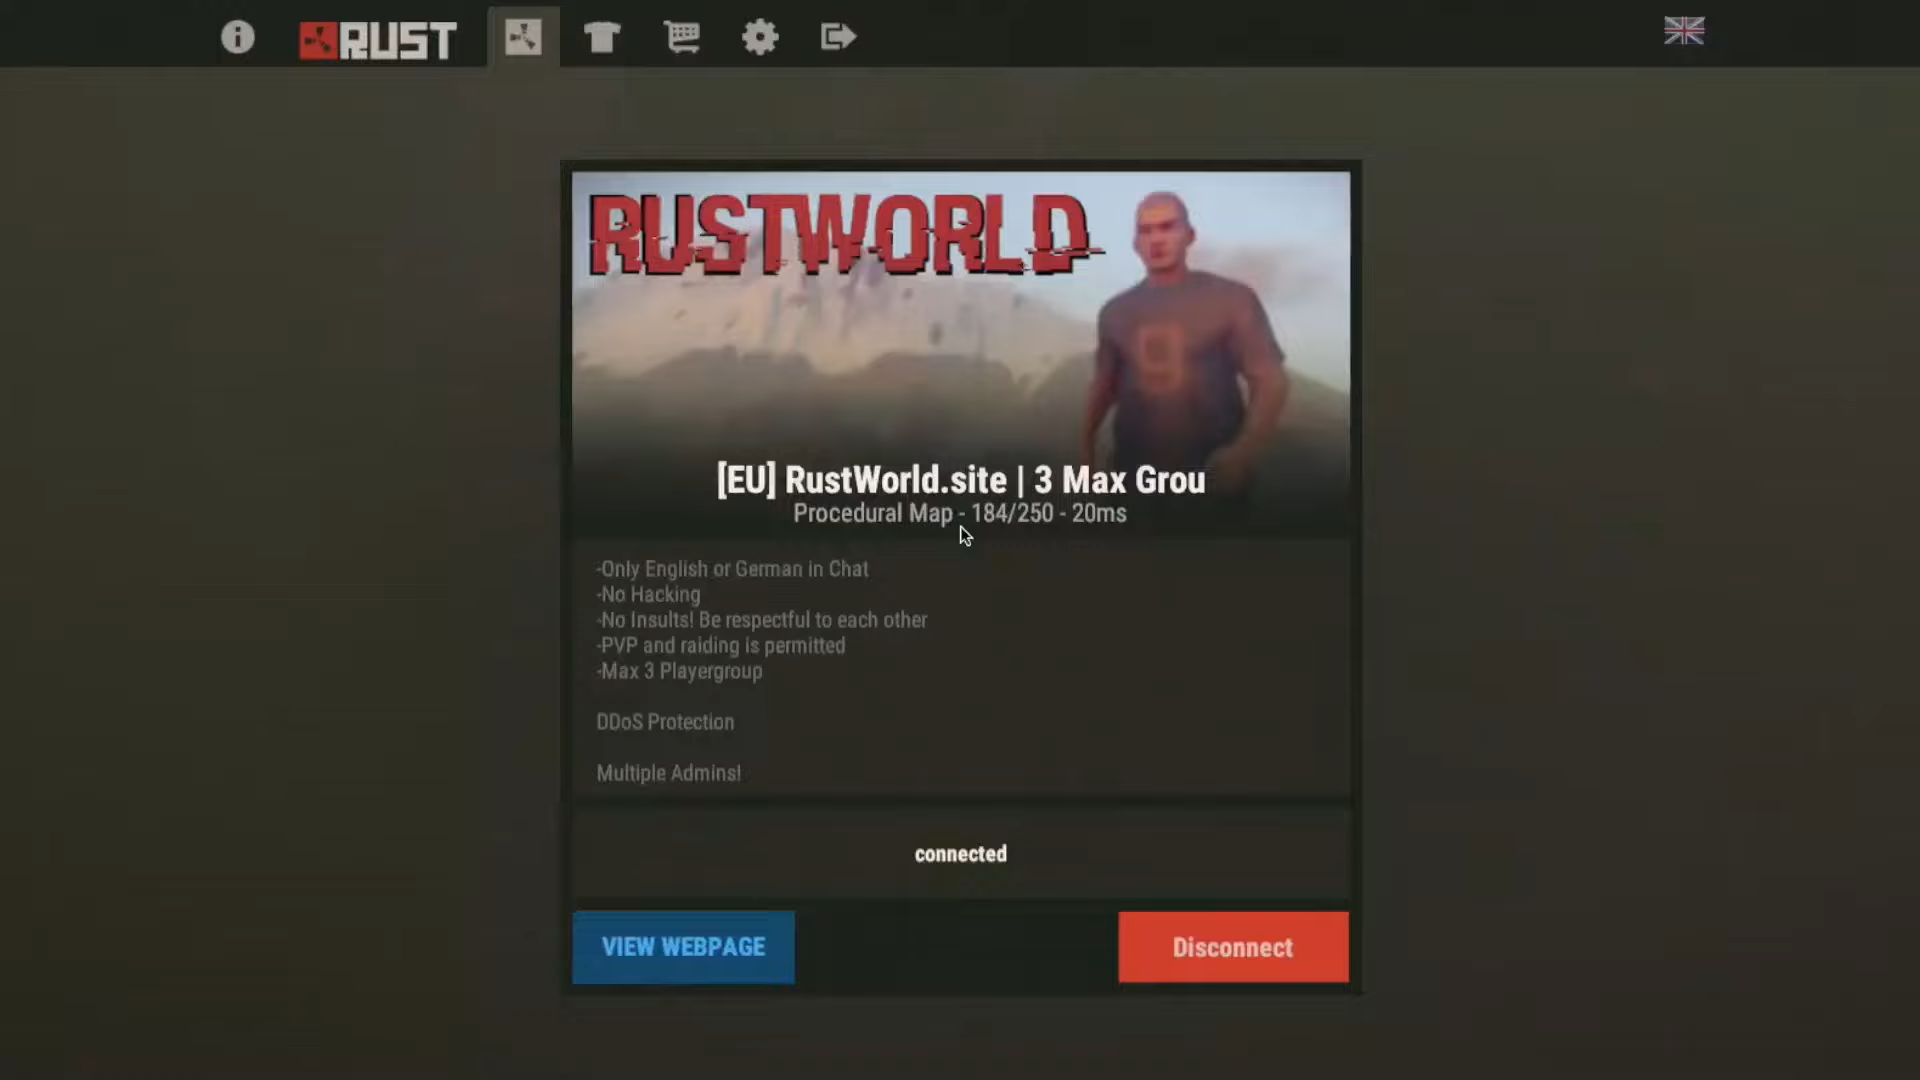 RUST
RUSTWORLD
9
[EU] RustWorld.site | 3 Max Grou
Procedural Map - 184/250 - 20ms
-Only English or German in Chat
-No Hacking
-No Insults! Be respectful to each other
-PVP and raiding is permitted
-Max 3 Playergroup
DDoS Protection
Multiple Admins!
connected
VIEW WEBPAGE
Disconnect